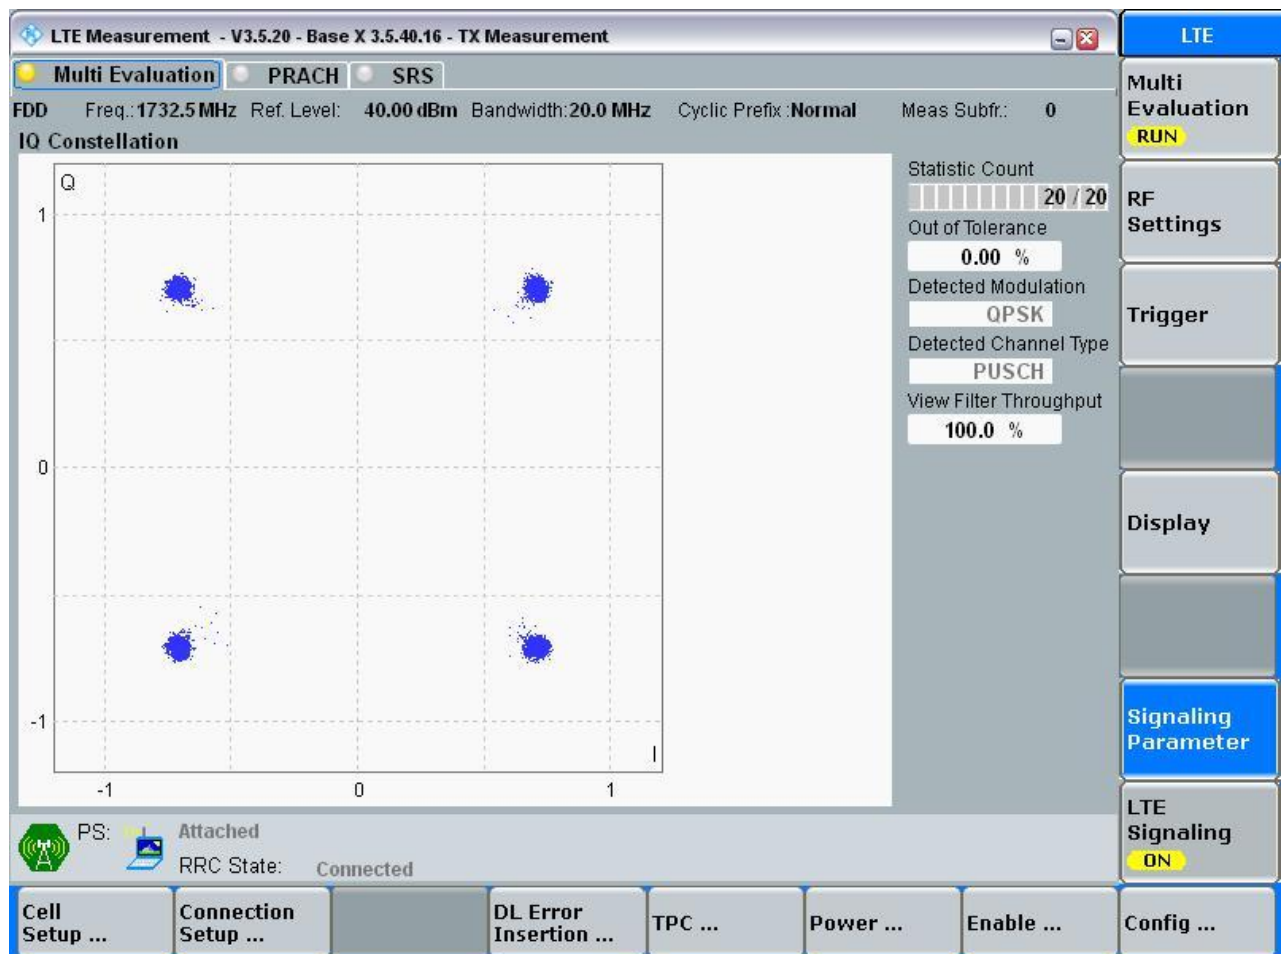 LTE Measurement - V3.5.20 - Base X 3.5.40.16 - TX Measurement
LTE
Multi Evaluation PRACH SRS
FDD Freq.: 1732.5 MHz Ref. Level: 40.00 dBm Bandwidth: 20.0 MHz Cyclic Prefix : Normal Meas Subfr.: 0
IQ Constellation
Q
1
0
-1
-1 0 1
I
Statistic Count
20 / 20
Out of Tolerance
0.00 %
Detected Modulation
QPSK
Detected Channel Type
PUSCH
View Filter Throughput
100.0 %
Multi
Evaluation
RUN
RF
Settings
Trigger
Display
Signaling
Parameter
LTE
Signaling
ON
PS: Attached
RRC State: Connected
Cell
Setup ...
Connection
Setup ...
DL Error
Insertion ...
TPC ...
Power ...
Enable ...
Config ...